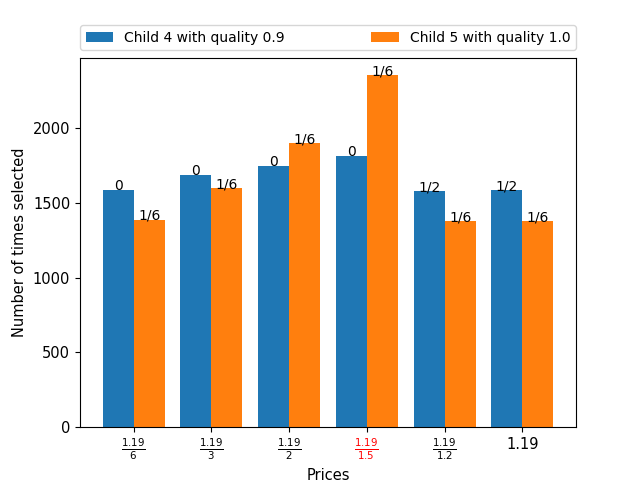 Child 4 with quality 0.9 Child 5 with quality 1.0
Number of times selected
2000
1500
1000
500
0
0 1/6
0 1/6
0 1/6
0 1/6
1/2 1/6
1/2 1/6
1.19/6 1.19/3 1.19/2 1.19/1.5 1.19/1.2 1.19
Prices